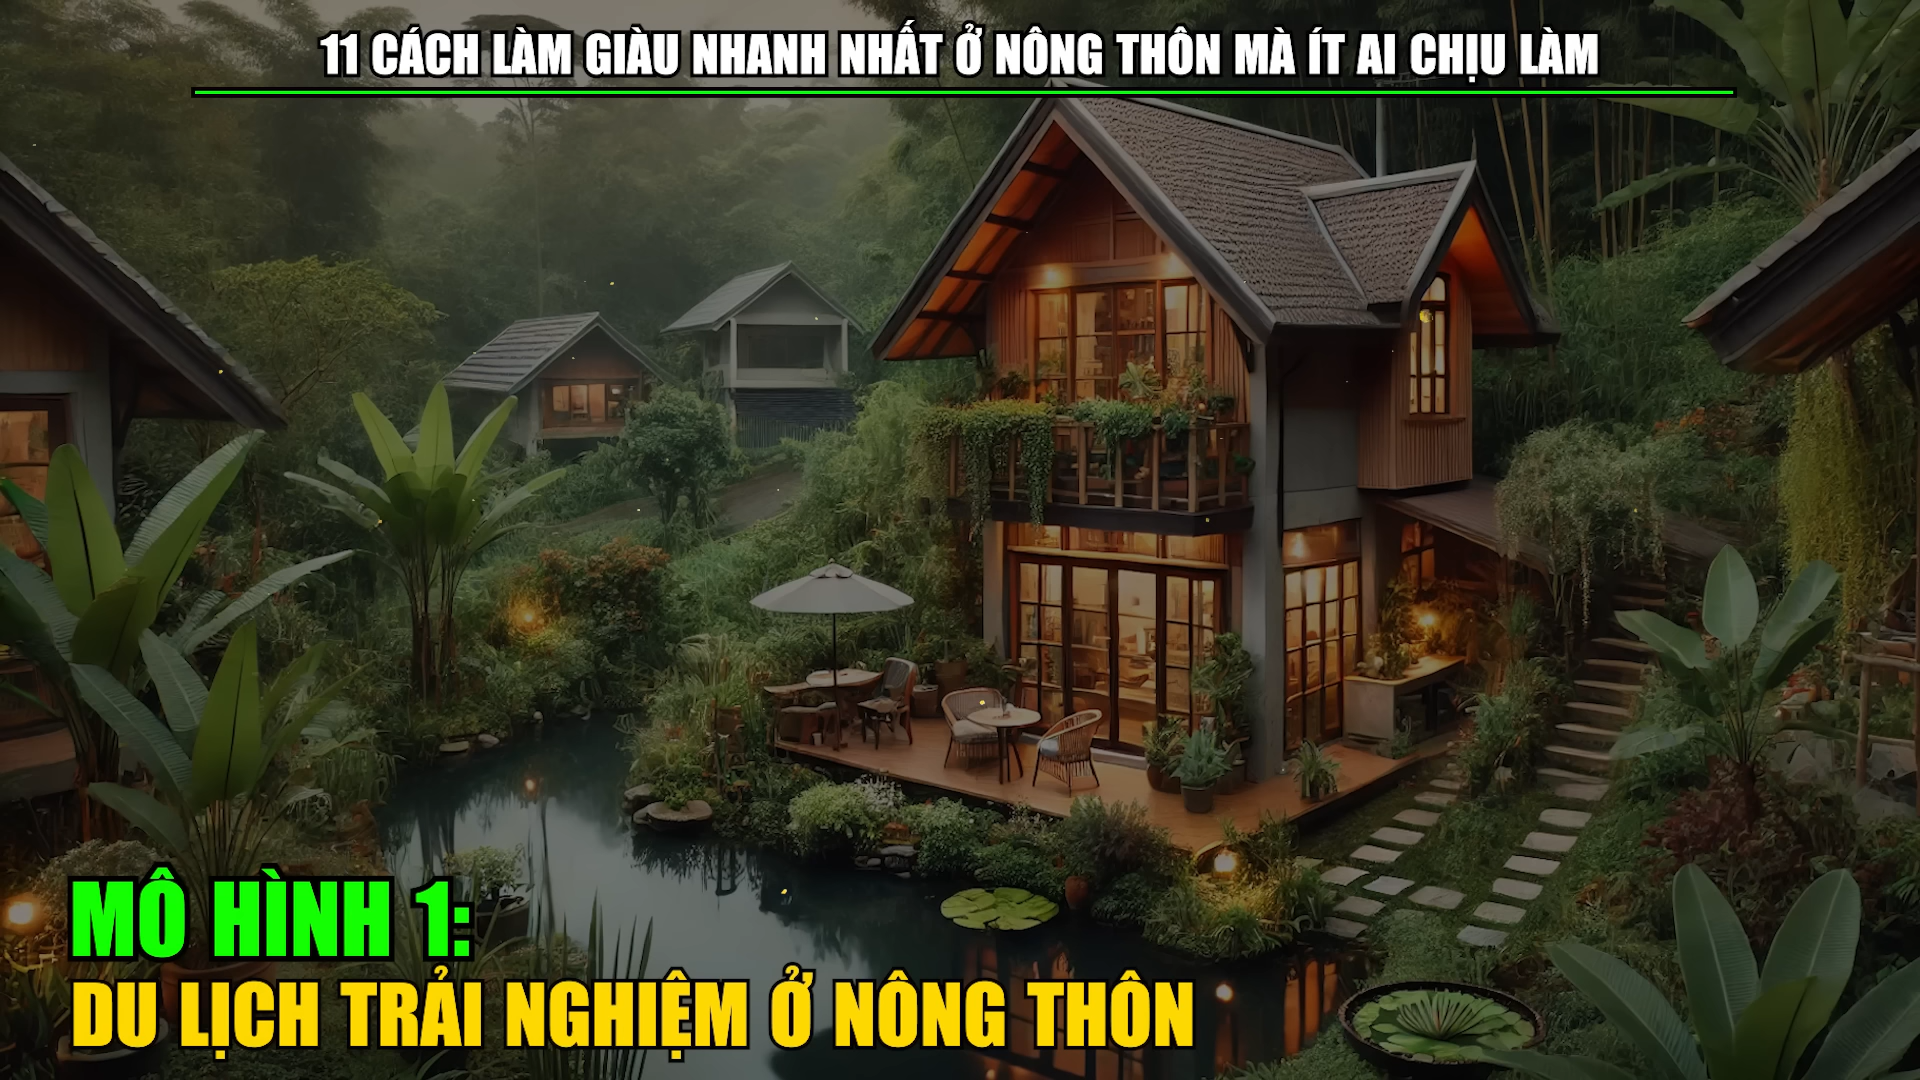 11 CÁCH LÀM GIÀU NHANH NHẤT Ở NÔNG THÔN MÀ ÍT AI CHỊU LÀM
MÔ HÌNH 1:
DU LỊCH TRẢI NGHIỆM Ở NÔNG THÔN